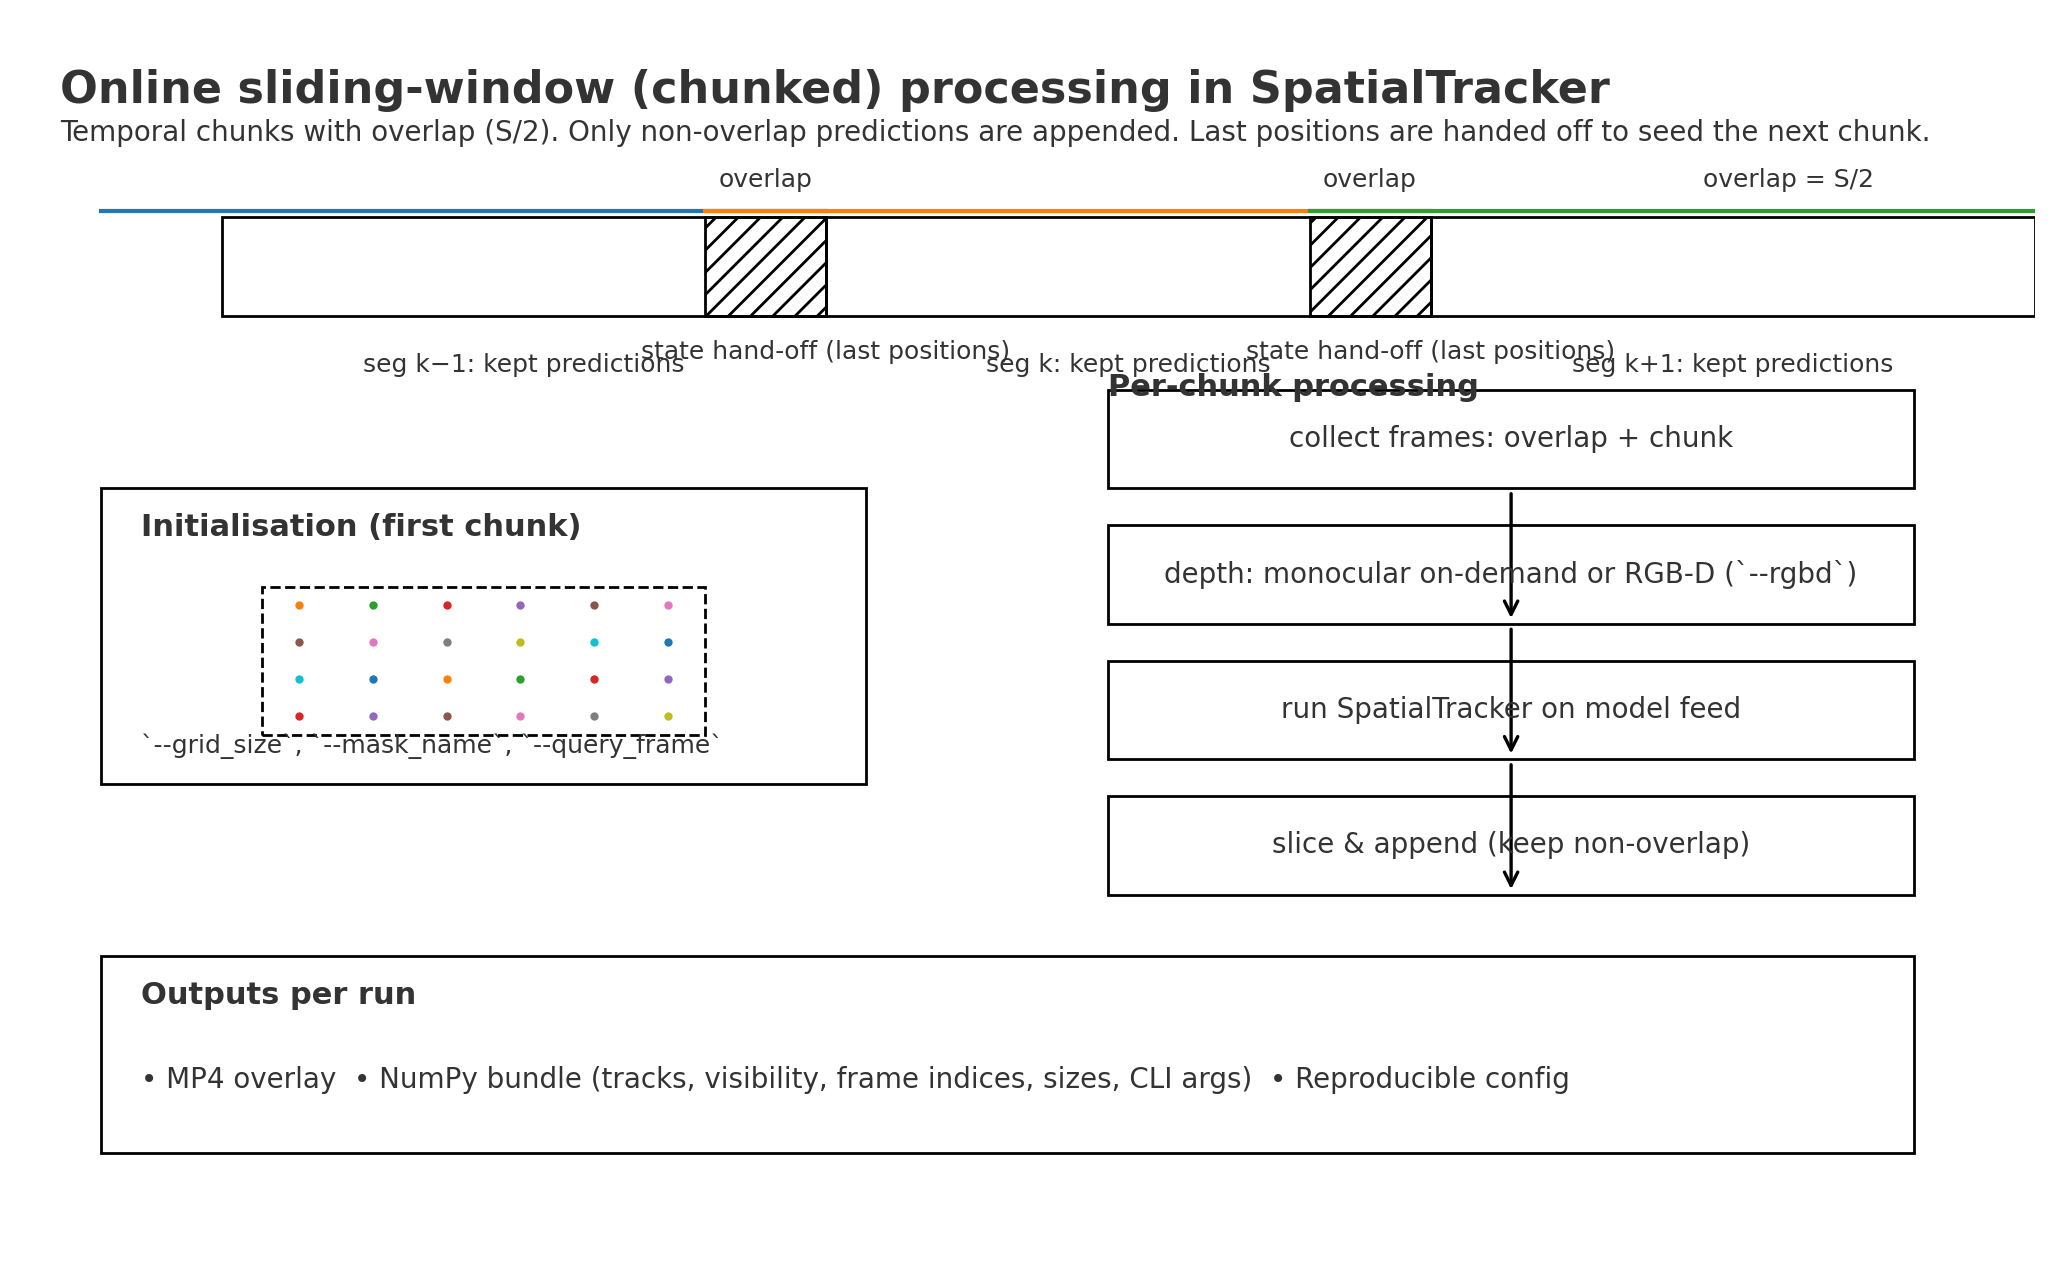 Online sliding-window (chunked) processing in SpatialTracker
Temporal chunks with overlap (S/2). Only non-overlap predictions are appended. Last positions are handed off to seed the next chunk.
overlap
overlap
overlap = S/2
state hand-off (last positions)
state hand-off (last positions)
seg k−1: kept predictions
seg k: kept predictions
seg k+1: kept predictions
Per-chunk processing
collect frames: overlap + chunk
depth: monocular on-demand or RGB-D (`--rgbd`)
run SpatialTracker on model feed
slice & append (keep non-overlap)
Initialisation (first chunk)
`--grid_size`, `--mask_name`, `--query_frame`
Outputs per run
• MP4 overlay • NumPy bundle (tracks, visibility, frame indices, sizes, CLI args) • Reproducible config